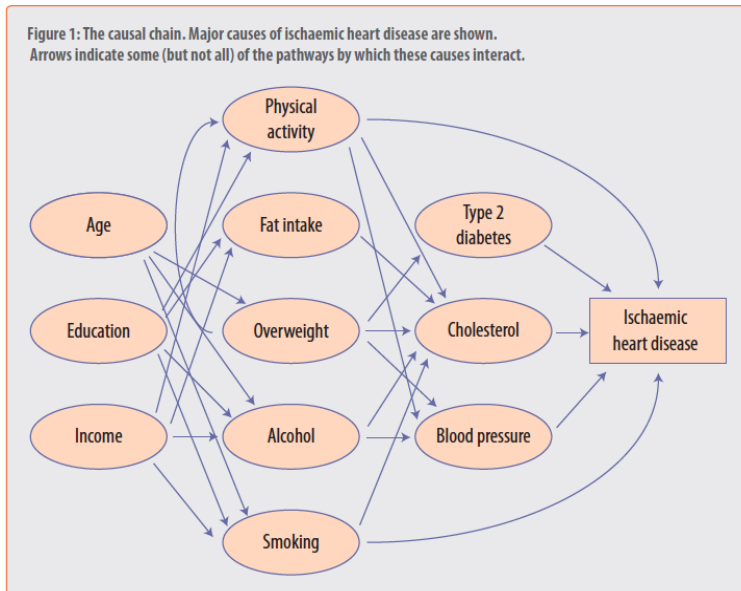 Figure 1: The causal chain. Major causes of ischaemic heart disease are shown.
Arrows indicate some (but not all) of the pathways by which these causes interact.
Physical
activity
Age
Fat intake
Type 2
diabetes
Education
Overweight
Cholesterol
Ischaemic
heart disease
Income
Alcohol
Blood pressure
Smoking